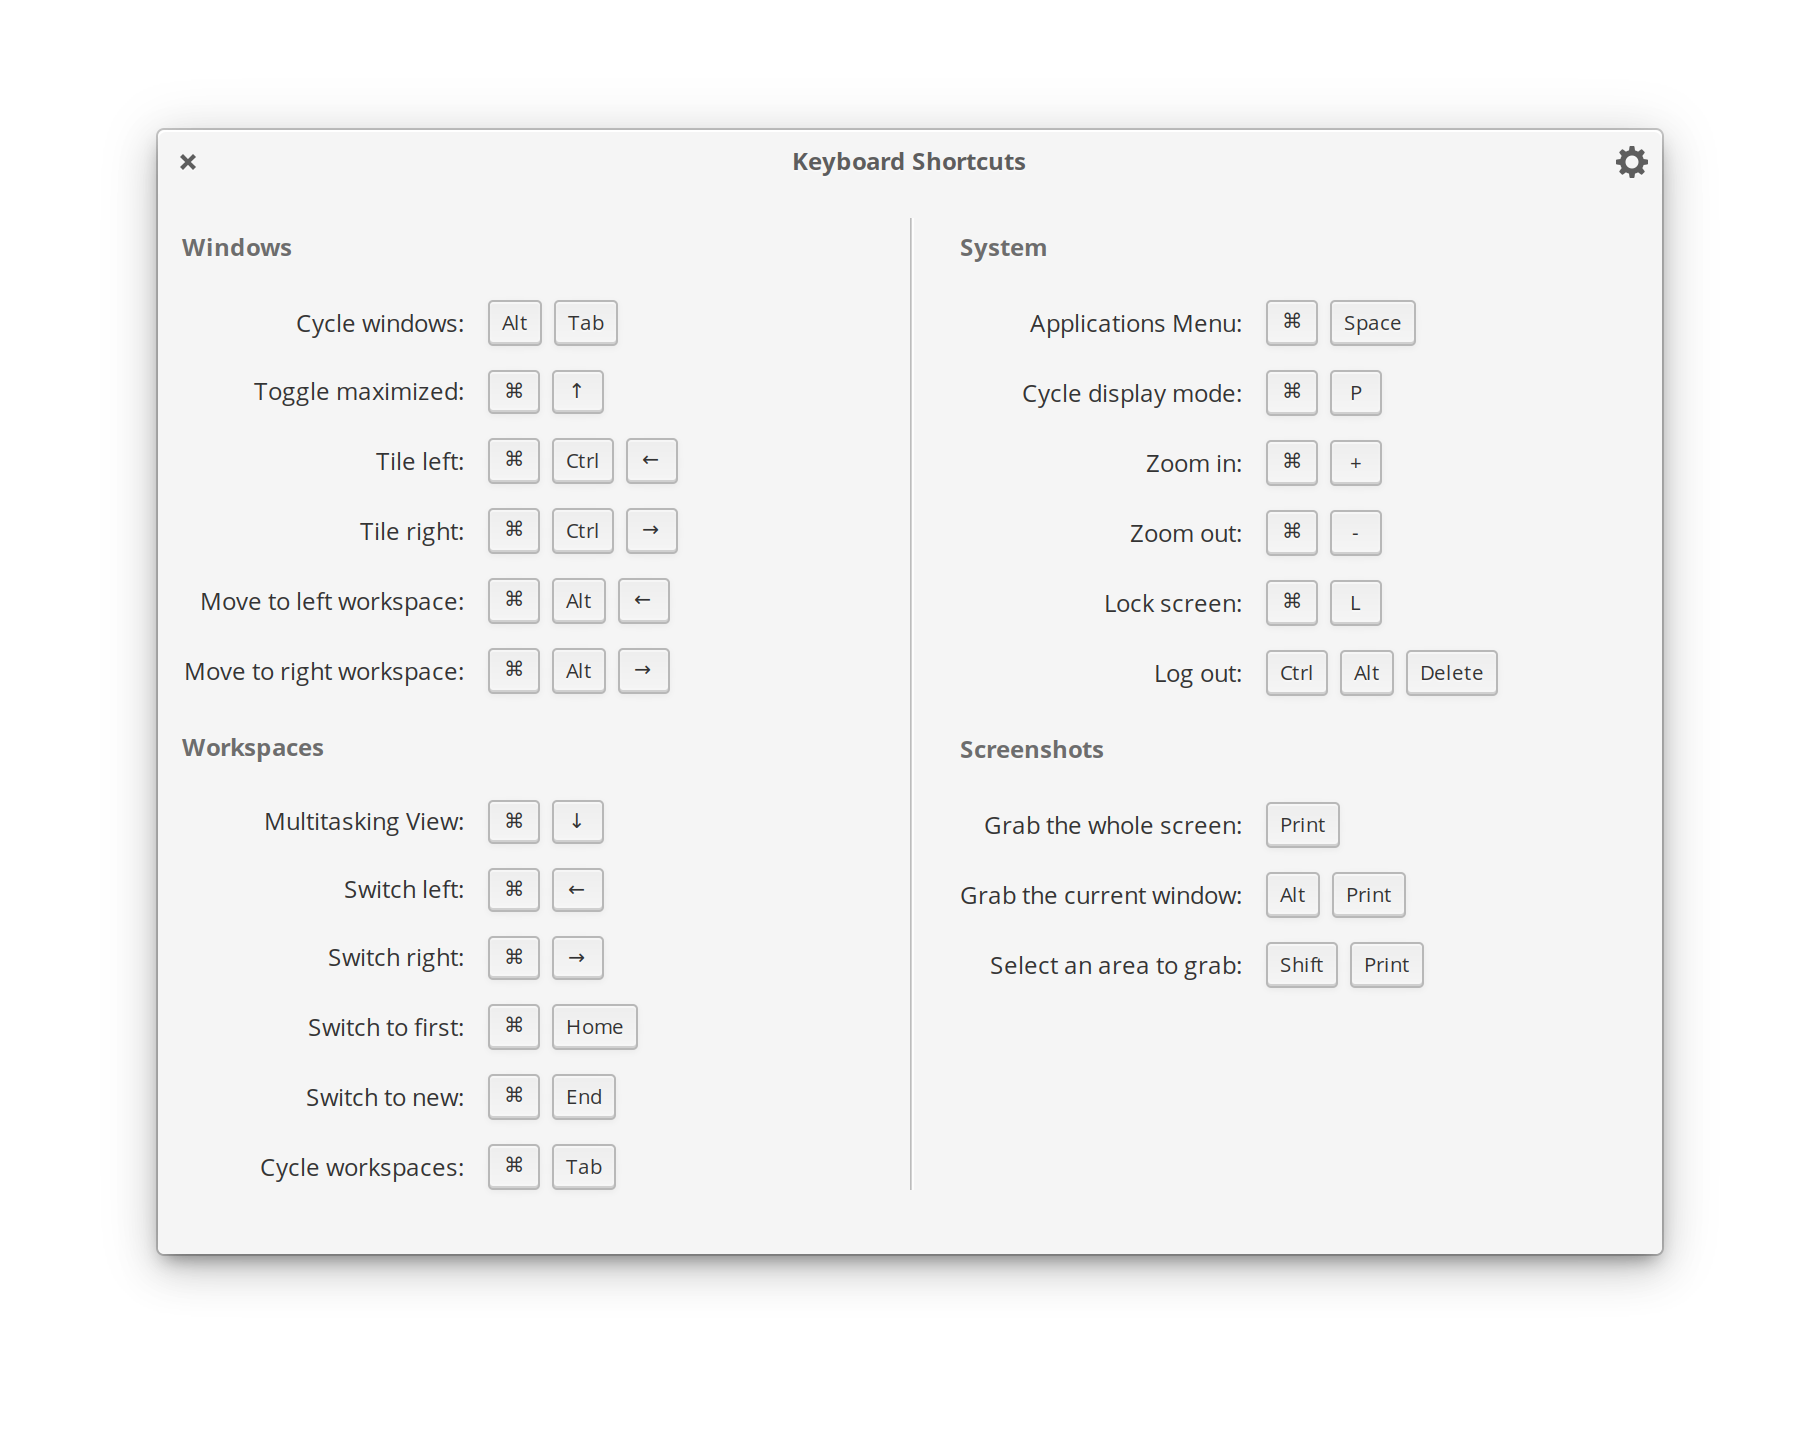 Keyboard Shortcuts
Windows
Cycle windows: Alt Tab
Toggle maximized: ⌘ ↑
Tile left: ⌘ Ctrl ←
Tile right: ⌘ Ctrl →
Move to left workspace: ⌘ Alt ←
Move to right workspace: ⌘ Alt →
Workspaces
Multitasking View: ⌘ ↓
Switch left: ⌘ ←
Switch right: ⌘ →
Switch to first: ⌘ Home
Switch to new: ⌘ End
Cycle workspaces: ⌘ Tab
System
Applications Menu: ⌘ Space
Cycle display mode: ⌘ P
Zoom in: ⌘ +
Zoom out: ⌘ -
Lock screen: ⌘ L
Log out: Ctrl Alt Delete
Screenshots
Grab the whole screen: Print
Grab the current window: Alt Print
Select an area to grab: Shift Print